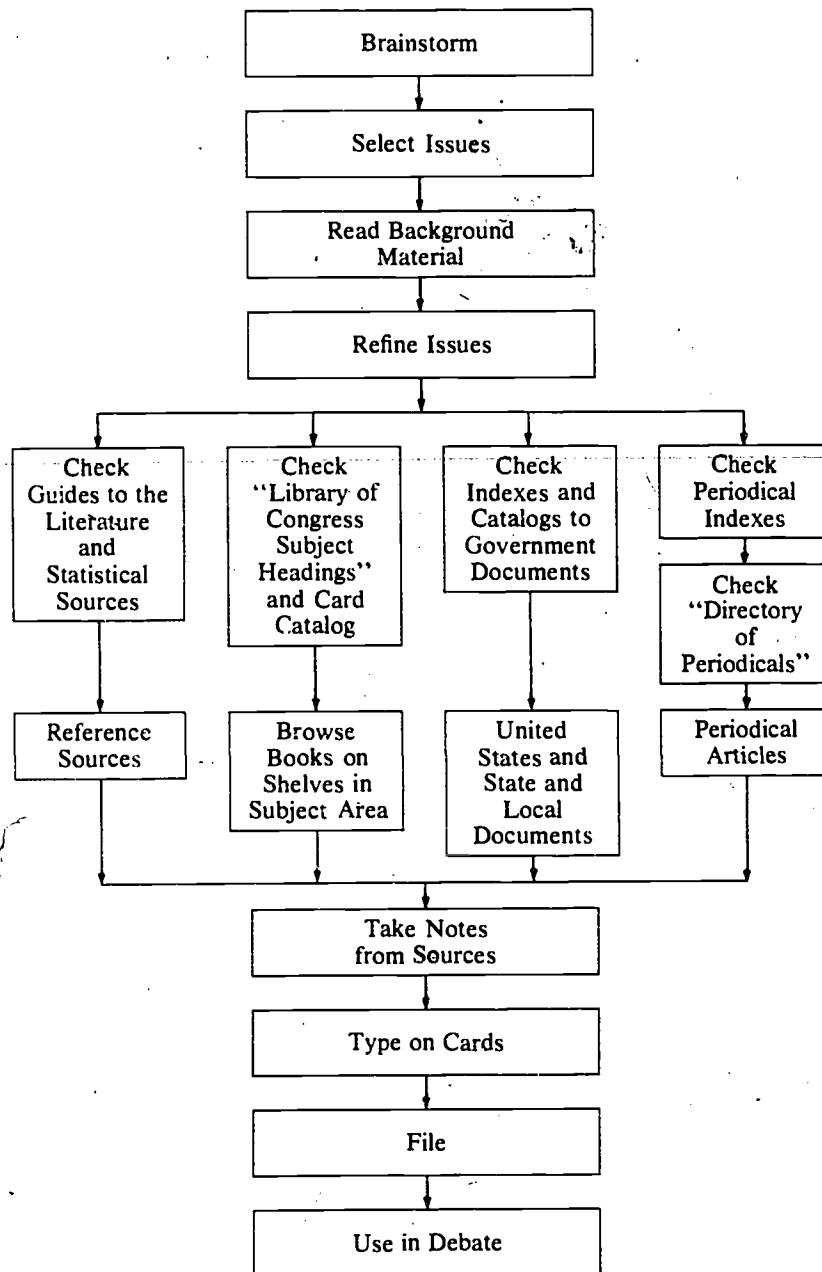 Brainstorm
Select Issues
Read Background
Material
Refine Issues
Check
Guides to the
Literature
and
Statistical
Sources
Check
“Library of
Congress
Subject
Headings”
and Card
Catalog
Check
Indexes and
Catalogs to
Government
Documents
Check
Periodical
Indexes
Check
“Directory
of
Periodicals”
Reference
Sources
Browse
Books on
Shelves in
Subject Area
United
States and
State and
Local
Documents
Periodical
Articles
Take Notes
from Sources
Type on Cards
File
Use in Debate